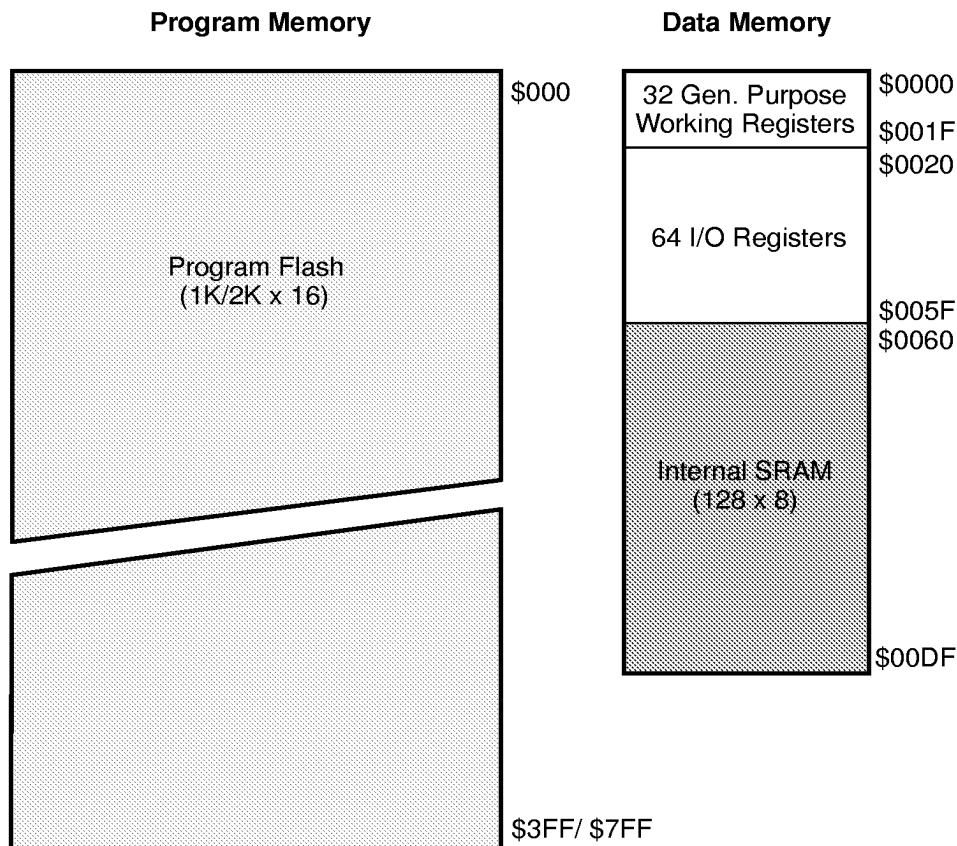 Program Memory
$000
Program Flash
(1K/2K x 16)
$3FF/ $7FF
Data Memory
32 Gen. Purpose
Working Registers
$0000
$001F
$0020
64 I/O Registers
$005F
$0060
Internal SRAM
(128 x 8)
$00DF